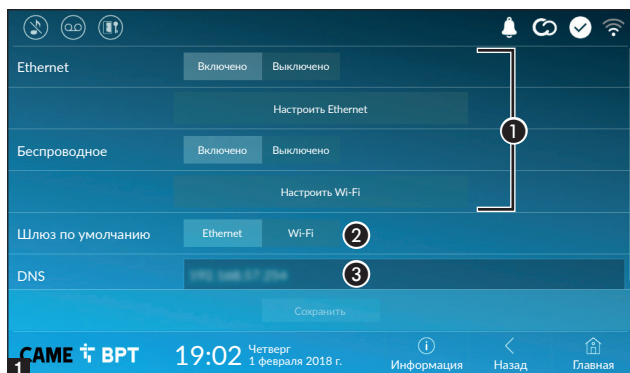 Ethernet Включено Выключено
Настроить Ethernet
1
Беспроводное Включено Выключено
Настроить Wi-Fi
Шлюз по умолчанию Ethernet Wi-Fi 2
DNS 3
Сохранить
1 CAME BPT 19:02 Четверг
1 февраля 2018 г.
Информация Назад Главная